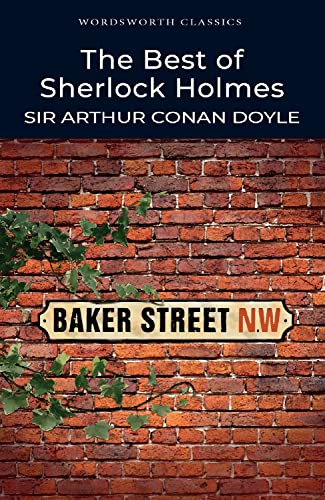 WORDSWORTH CLASSICS
The Best of
Sherlock Holmes
SIR ARTHUR CONAN DOYLE
BAKER STREET N.W